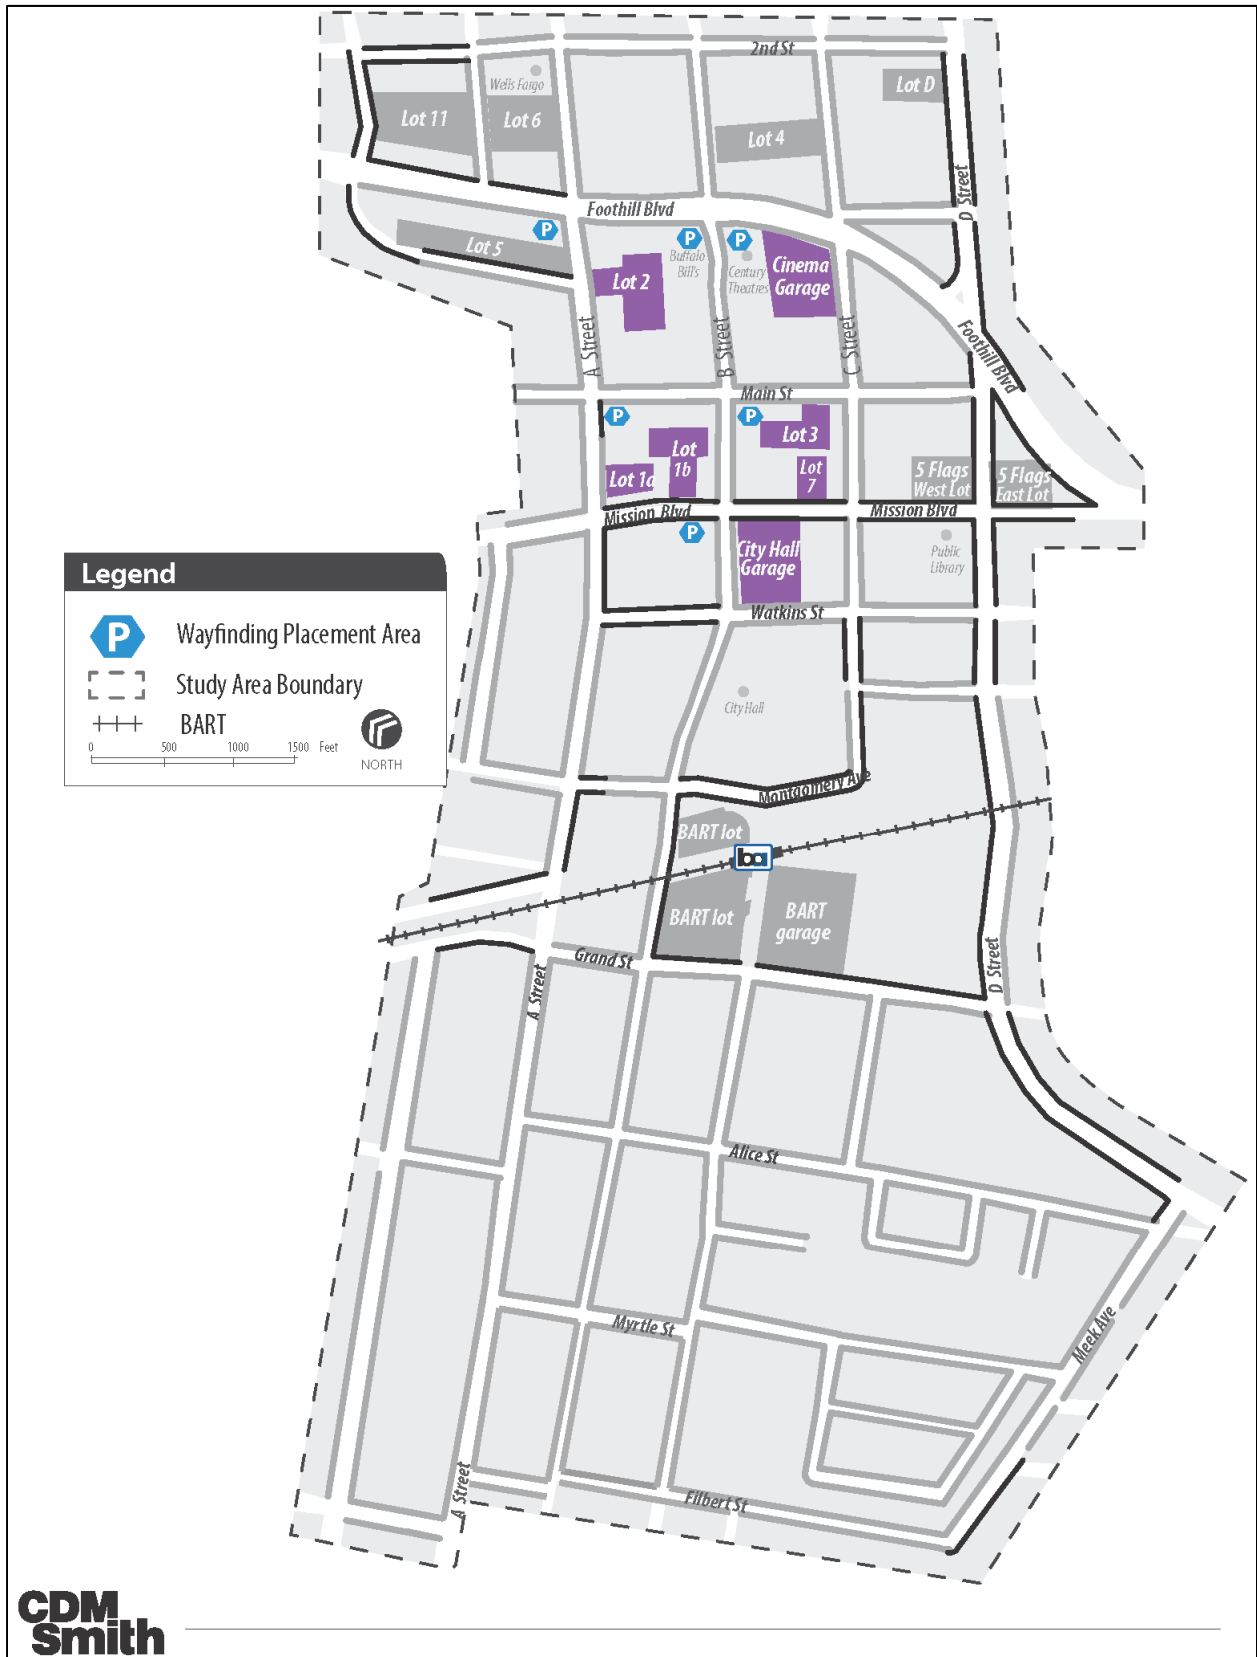 2nd St
Wells Fargo
Lot D
Lot 11
Lot 6
Lot 4
D Street
Foothill Blvd
P
Lot 5
P
P
Buffalo
Bill's
Century
Theatres
Cinema
Garage
Lot 2
A Street
B Street
C Street
Foothill Blvd
Main St
P
P
Lot 3
Lot
1b
Lot 1a
Lot
7
5 Flags
West Lot
5 Flags
East Lot
Mission Blvd
Mission Blvd
P
City Hall
Garage
Public
Library
Watkins St
Legend
P
Wayfinding Placement Area
Study Area Boundary
BART
0
500
1000
1500
Feet
NORTH
City Hall
Montgomery Ave
BART lot
ba
BART lot
BART
garage
Grand St
A Street
D Street
Alice St
Myrtle St
Meek Ave
A Street
Filbert St
CDM
Smith